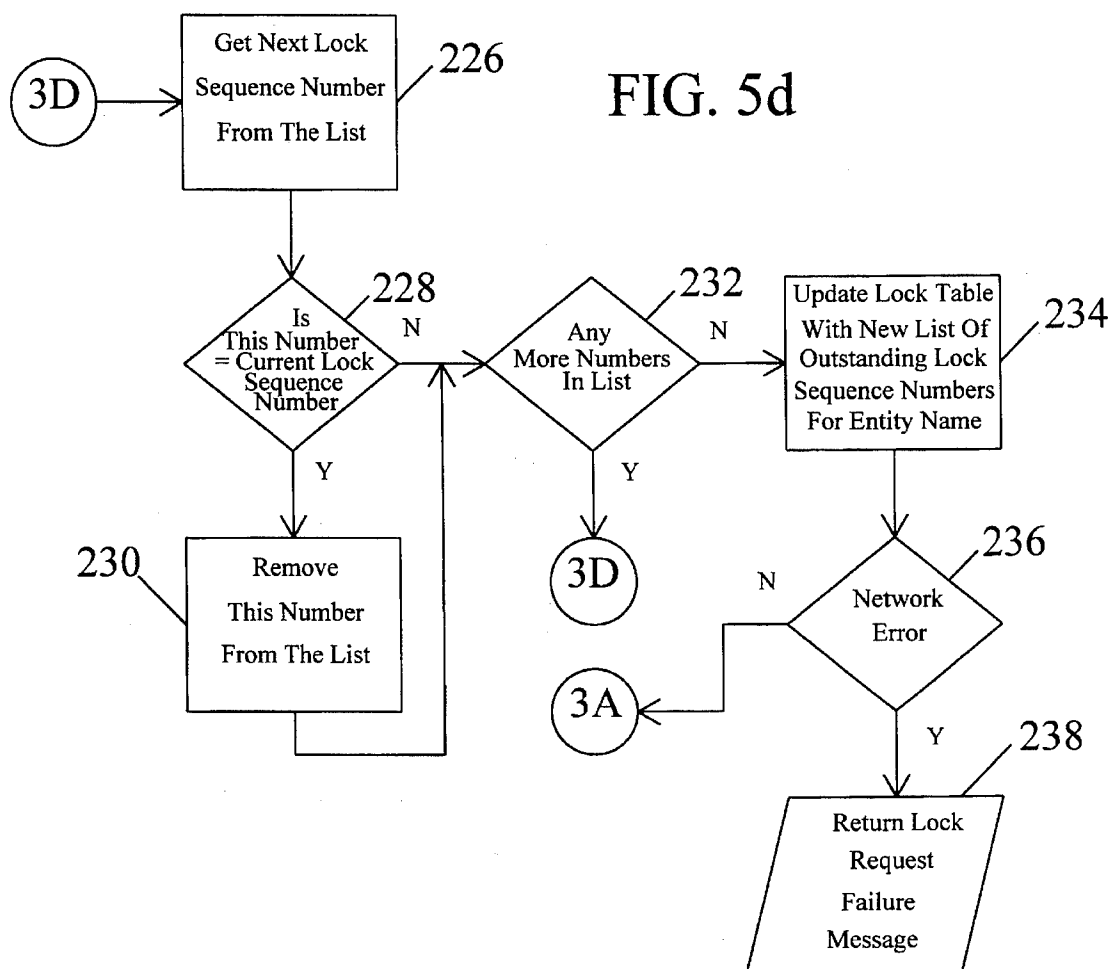 3D
Get Next Lock
Sequence Number
From The List
226
FIG. 5d
Is
This Number
= Current Lock
Sequence
Number
228
N
Y
230
Remove
This Number
From The List
Any
More Numbers
In List
232
N
Y
3D
Update Lock Table
With New List Of
Outstanding Lock
Sequence Numbers
For Entity Name
234
Network
Error
236
N
3A
Y
238
Return Lock
Request
Failure
Message